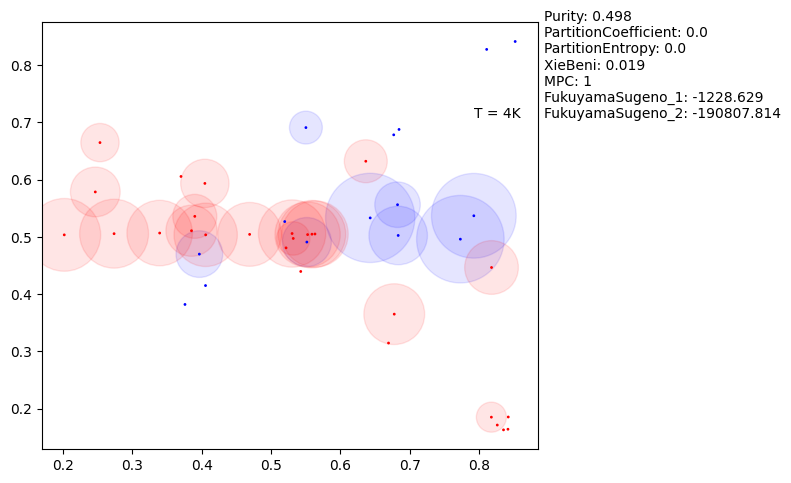 Purity: 0.498
PartitionCoefficient: 0.0
PartitionEntropy: 0.0
XieBeni: 0.019
MPC: 1
FukuyamaSugeno_1: -1228.629
FukuyamaSugeno_2: -190807.814
T = 4K
0.8
0.7
0.6
0.5
0.4
0.3
0.2
0.2 0.3 0.4 0.5 0.6 0.7 0.8